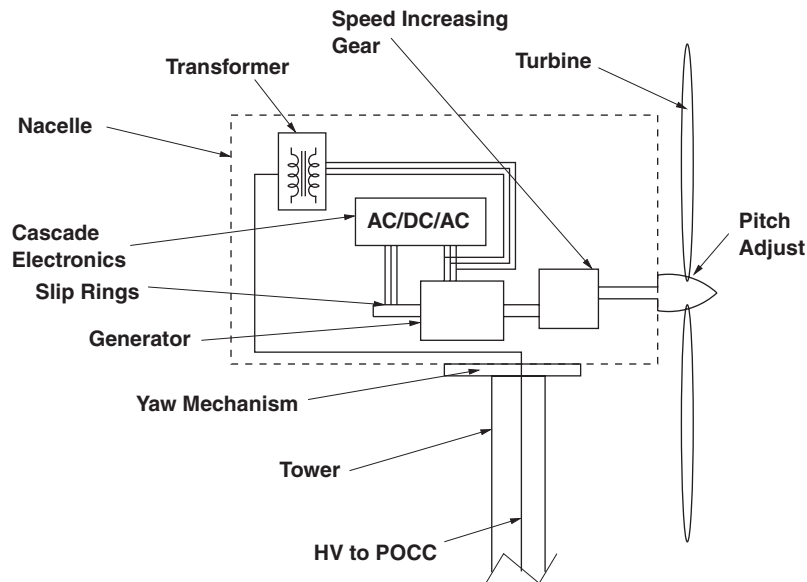 Speed Increasing
Gear
Turbine
Transformer
Nacelle
AC/DC/AC
Pitch
Adjust
Cascade
Electronics
Slip Rings
Generator
Yaw Mechanism
Tower
HV to POCC